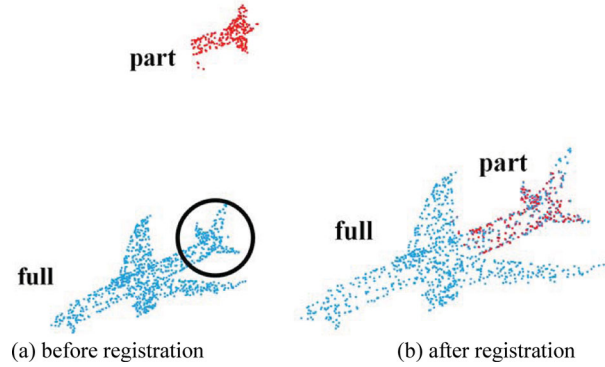 part
part
full
full
(a) before registration
(b) after registration